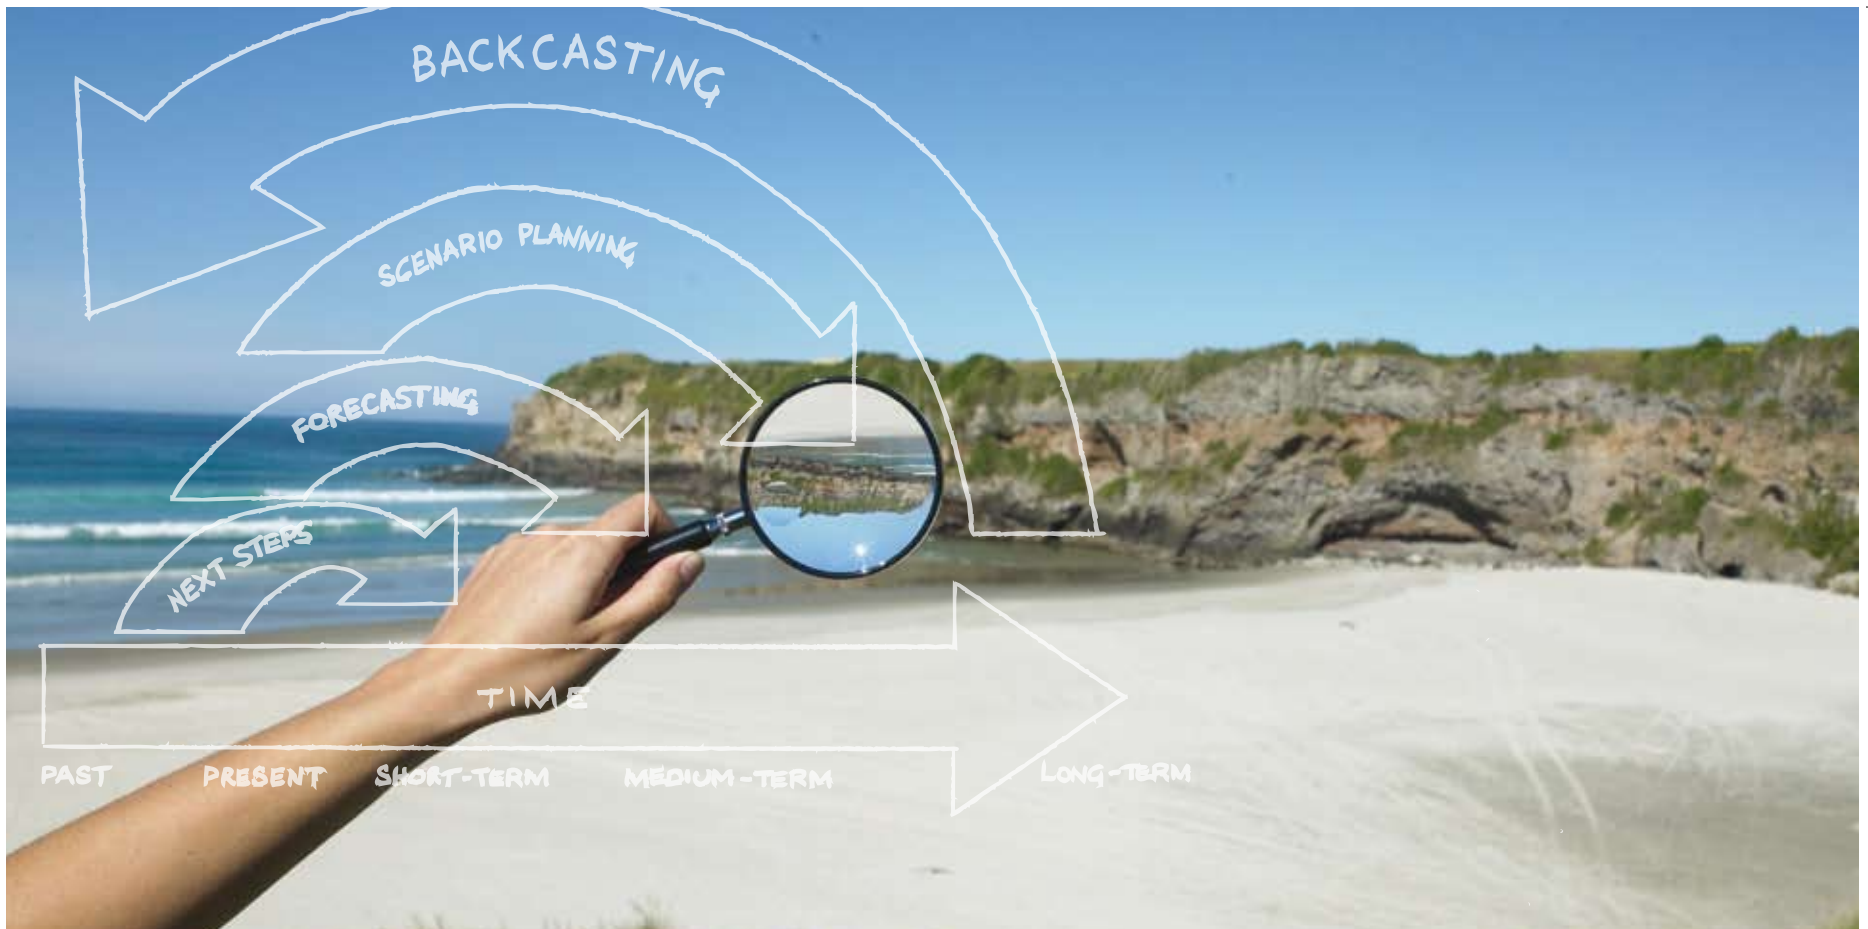 BACKCASTING
SCENARIO PLANNING
FORECASTING
NEXT STEPS
TIME
PAST PRESENT SHORT-TERM MEDIUM-TERM LONG-TERM